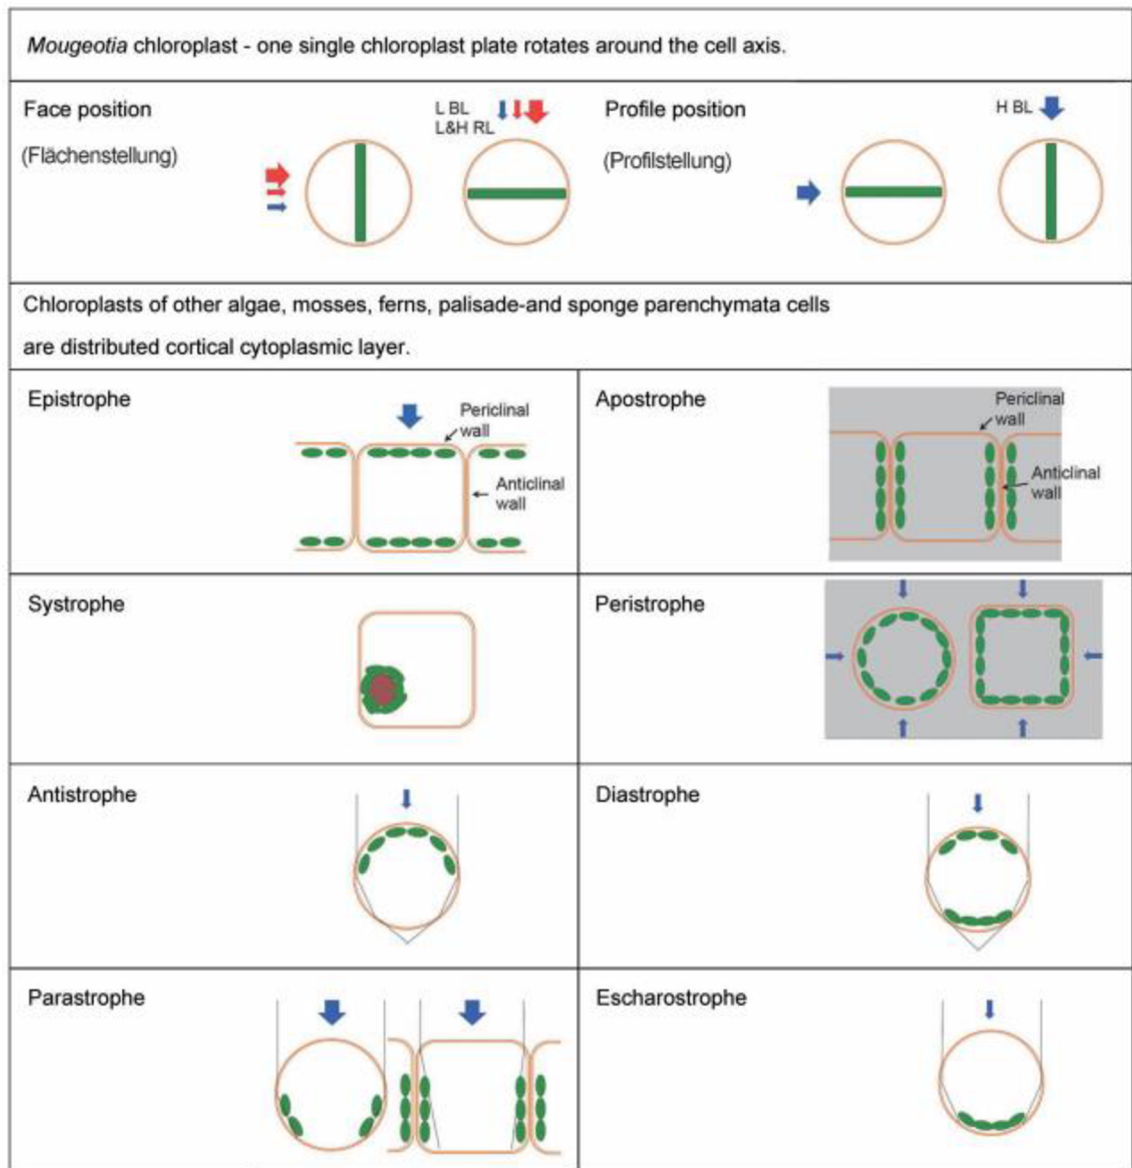 Mougeotia chloroplast - one single chloroplast plate rotates around the cell axis.
Face position
(Flächenstellung)
L BL
L&H RL
Profile position
(Profilstellung)
H BL
Chloroplasts of other algae, mosses, ferns, palisade-and sponge parenchymata cells
are distributed cortical cytoplasmic layer.
Epistrophe
Periclinal
wall
Anticlinal
wall
Apostrophe
Periclinal
wall
Anticlinal
wall
Systrophe
Peristrophe
Antistrophe
Diastrophe
Parastrophe
Escharostrophe